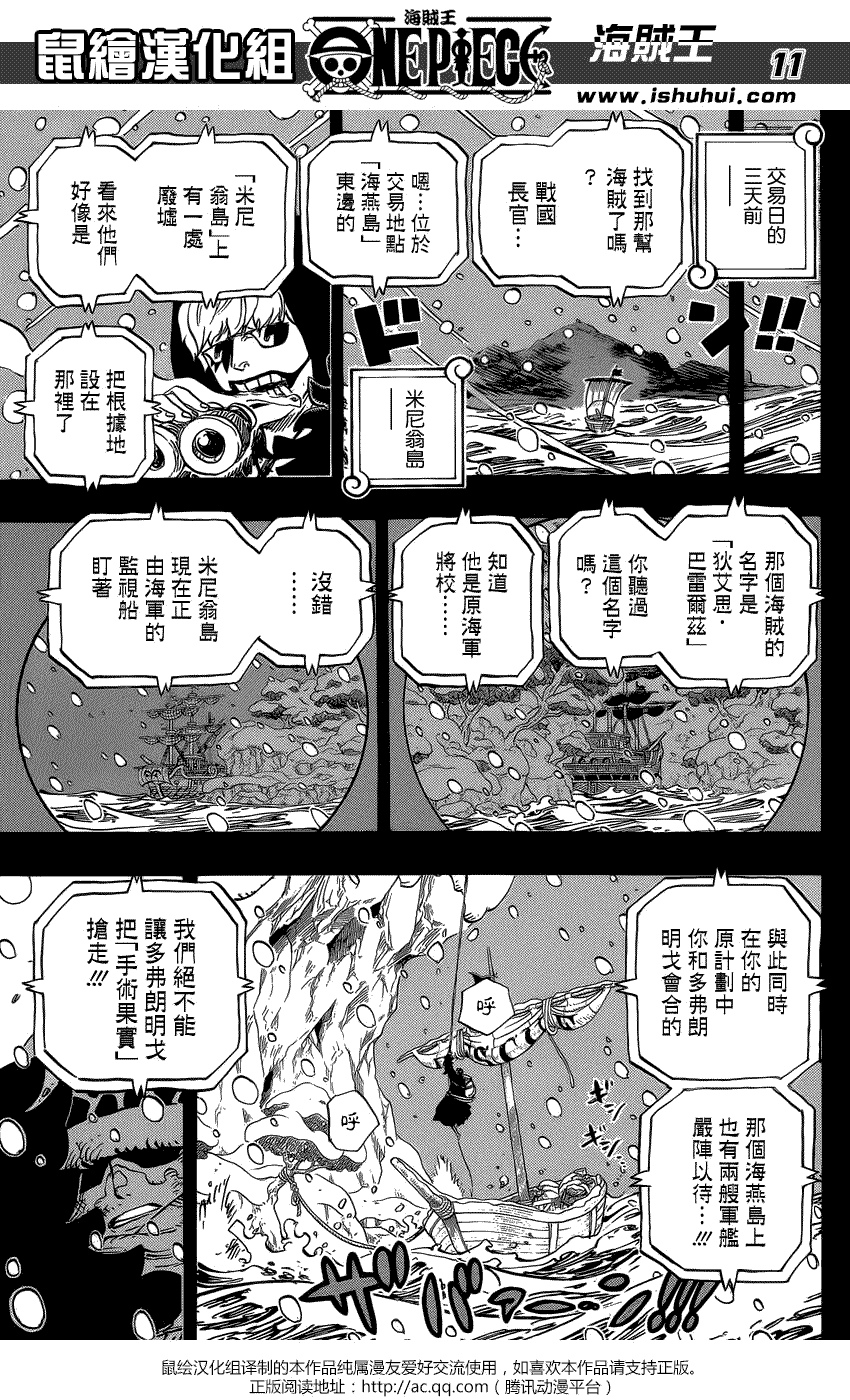 鼠繪漢化組
海賊王
ONE PIECE
海賊王
11
www.ishuhui.com
交易日的
三天前
——
找到那幫
海賊了嗎
?
戰國
長官…
嗯…位於
交易地點
「海燕島」
東邊的
「米尼
翁島」上
有一處
廢墟
看來他們
好像是
把根據地
設在
那裡了
ドン!!
米尼翁島
——
那個海賊的
名字是
「狄艾思·
巴雷爾茲」
你聽過
這個名字
嗎?
知道
他是原海軍
將校……
沒錯
……
米尼翁島
現在正
由海軍的
監視船
盯著
與此同時
在你的
原計劃中
你和多弗朗
明戈會合的
那個海燕島上
也有兩艘軍艦
嚴陣以待…!!!
呼
呼
ギシ
ギシ
我們絕不能
讓多弗朗明戈
把「手術果實」
搶走!!!
ザバァーン!!!
鼠绘汉化组译制的本作品纯属漫友爱好交流使用，如喜欢本作品请支持正版。
正版阅读地址：http://ac.qq.com（腾讯动漫平台）